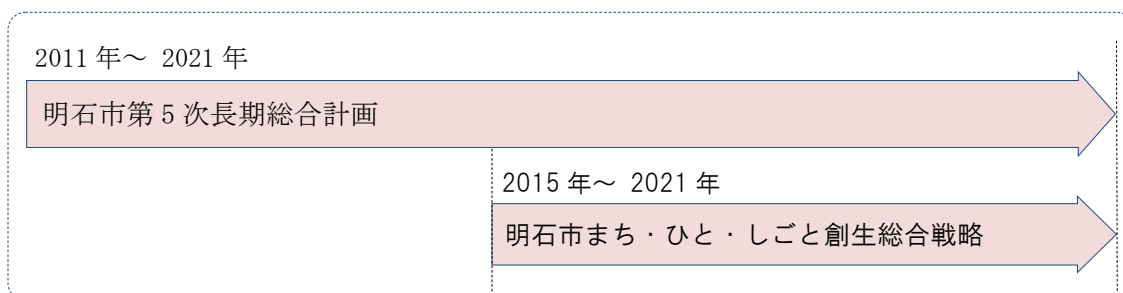 2011 年～ 2021 年
明石市第 5 次長期総合計画
2015 年～ 2021 年
明石市まち・ひと・しごと創生総合戦略